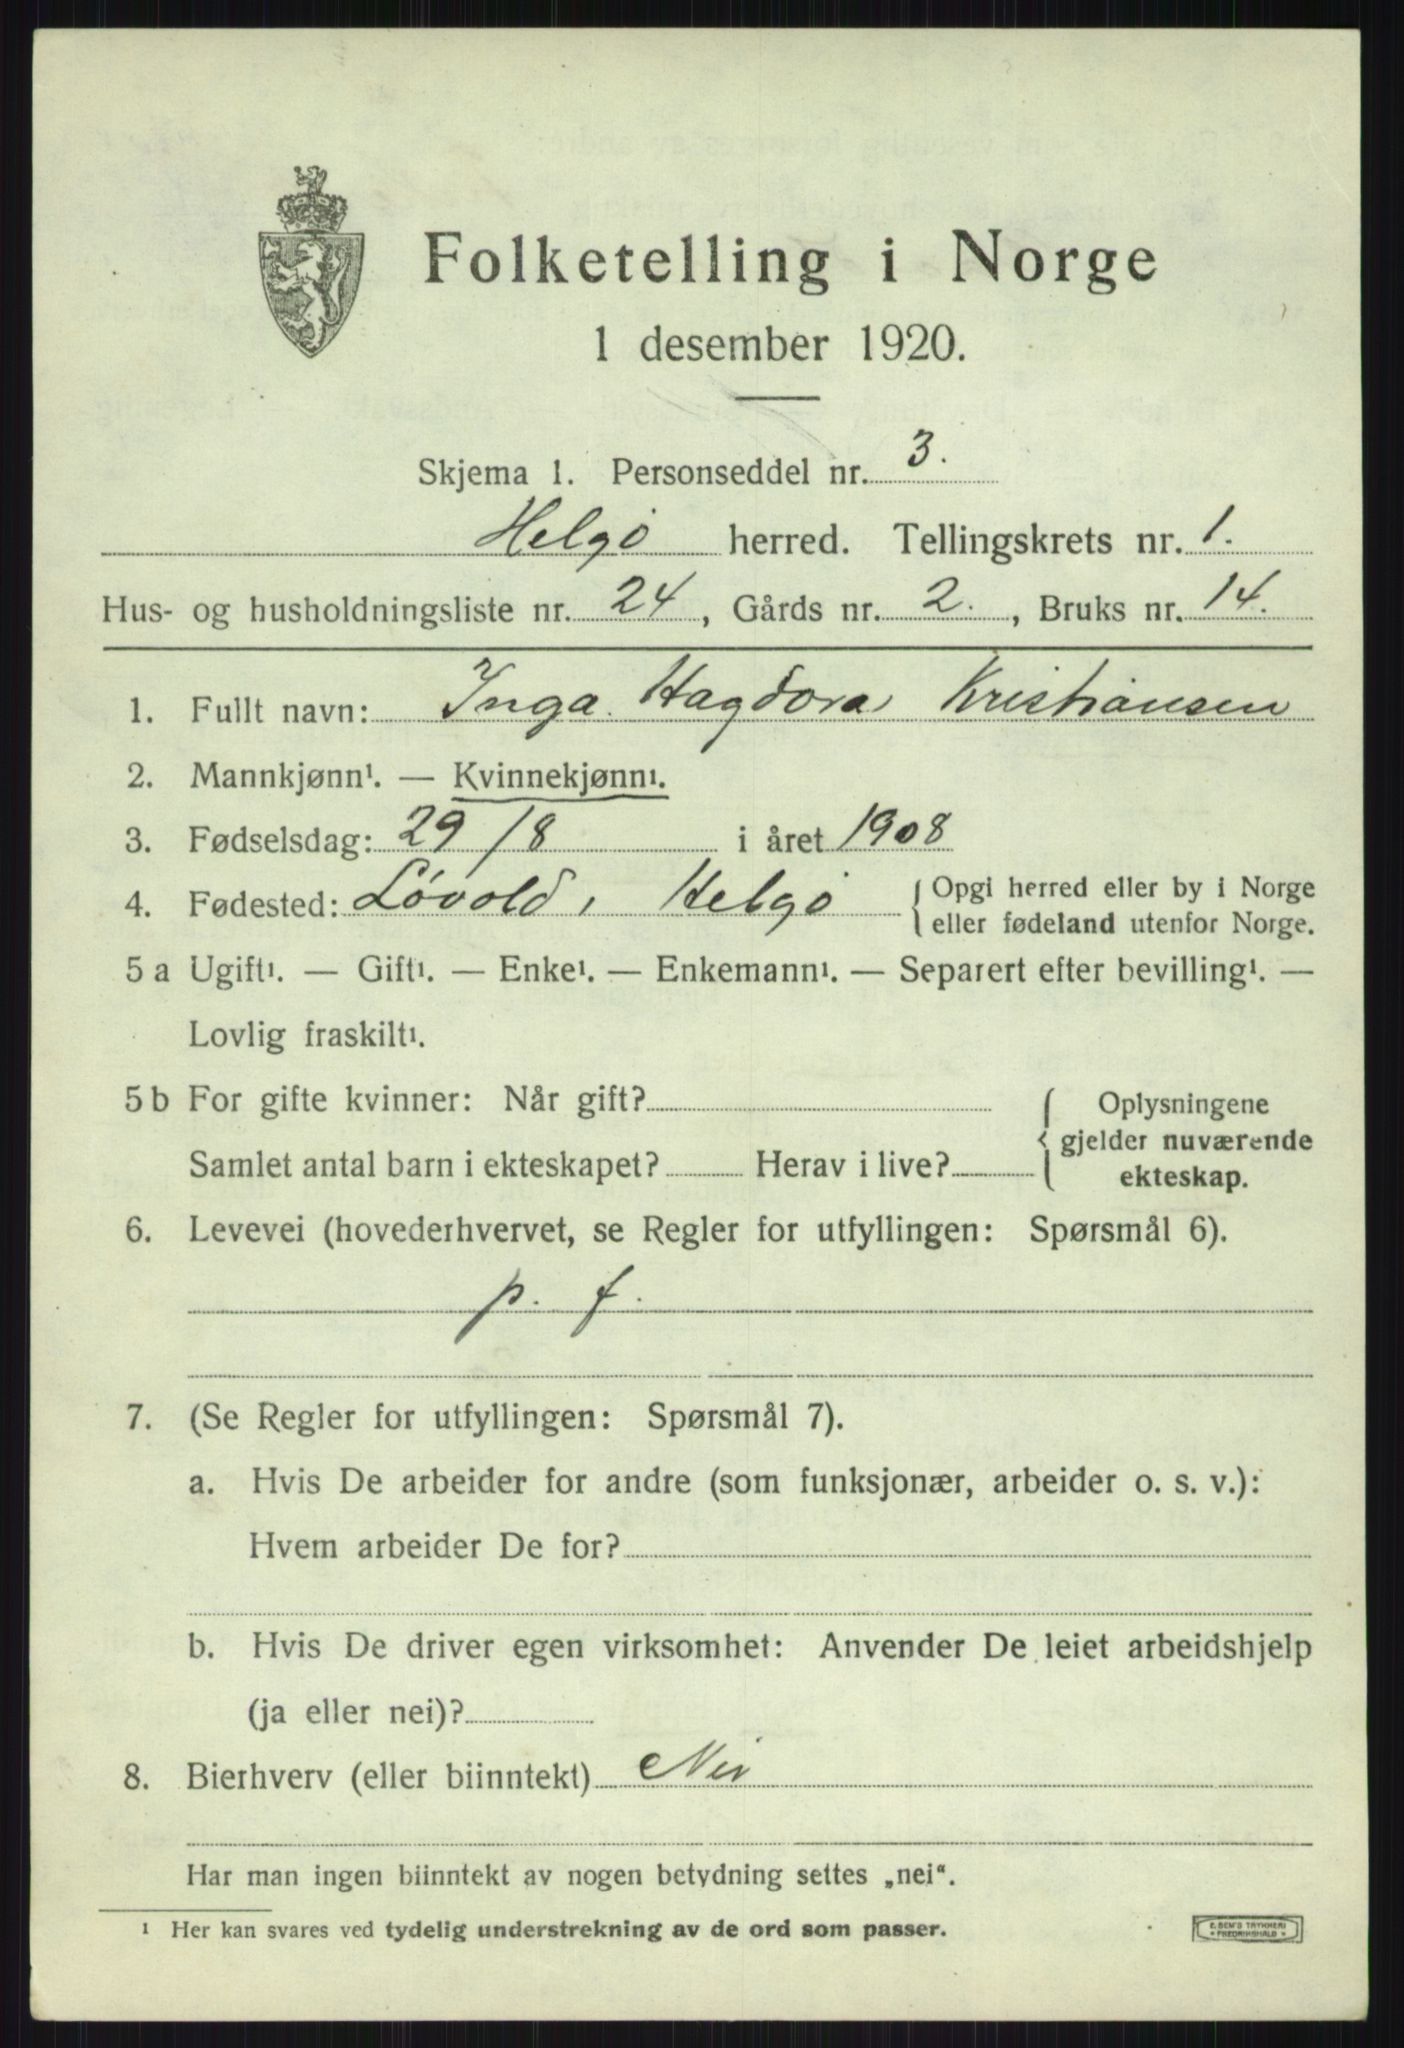 Folketelling i Norge
1 desember 1920.
Skjema 1. Personseddel nr. 3.
Helgö herred. Tellingskrets nr. 1.
Hus- og husholdningsliste nr. 24, Gårds nr. 2., Bruks nr. 14.
1. Fullt navn: Inga Hagdora Kristiansen
2. Mannkjønn¹. — Kvinnekjønn¹.
3. Fødselsdag: 29/8 i året 1908
4. Fødested: Løvold, Helgö { Opgi herred eller by i Norge
eller fødeland utenfor Norge.
5 a Ugift¹. — Gift¹. — Enke¹. — Enkemann¹. — Separert efter bevilling¹. —
Lovlig fraskilt¹.
5 b For gifte kvinner: Når gift? { Oplysningene
gjelder nuværende
Samlet antal barn i ekteskapet? Herav i live?
ekteskap.
6. Levevei (hovederhvervet, se Regler for utfyllingen: Spørsmål 6).
p. f.
7. (Se Regler for utfyllingen: Spørsmål 7).
a. Hvis De arbeider for andre (som funksjonær, arbeider o. s. v.):
Hvem arbeider De for?
b. Hvis De driver egen virksomhet: Anvender De leiet arbeidshjelp
(ja eller nei)?
8. Bierhverv (eller biinntekt) Nei
Har man ingen biinntekt av nogen betydning settes „nei“.
¹ Her kan svares ved tydelig understrekning av de ord som passer.
E. SEM'S TRYKKERI
* FREDRIKSHALD *